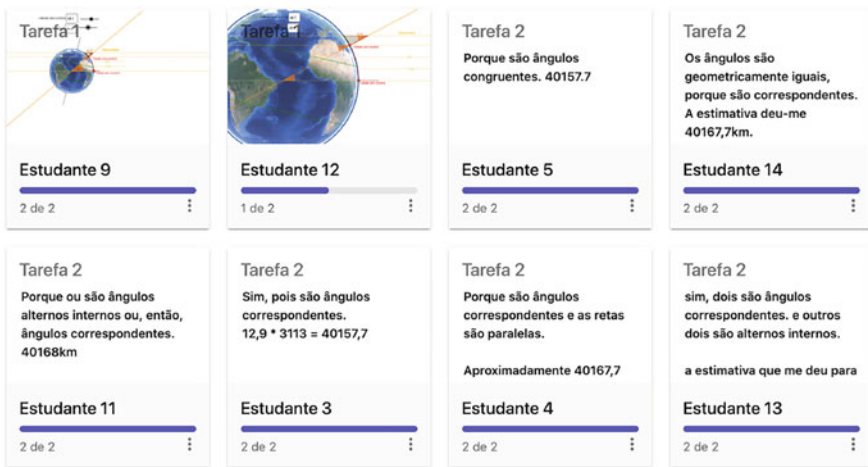 Tarefa 1
Estudante 9
2 de 2
Tarefa 1
Estudante 12
1 de 2
Tarefa 2
Porque são ângulos
congruentes. 40157.7
Estudante 5
2 de 2
Tarefa 2
Os ângulos são
geometricamente iguais,
porque são correspondentes.
A estimativa deu-me
40167,7km.
Estudante 14
2 de 2
Tarefa 2
Porque ou são ângulos
alternos internos ou, então,
ângulos correspondentes.
40168km
Estudante 11
2 de 2
Tarefa 2
Sim, pois são ângulos
correspondentes.
12,9 * 3113 = 40157,7
Estudante 3
2 de 2
Tarefa 2
Porque são ângulos
correspondentes e as retas
são paralelas.
Aproximadamente 40167,7
Estudante 4
2 de 2
Tarefa 2
sim, dois são ângulos
correspondentes. e outros
dois são alternos internos.
a estimativa que me deu para
Estudante 13
2 de 2